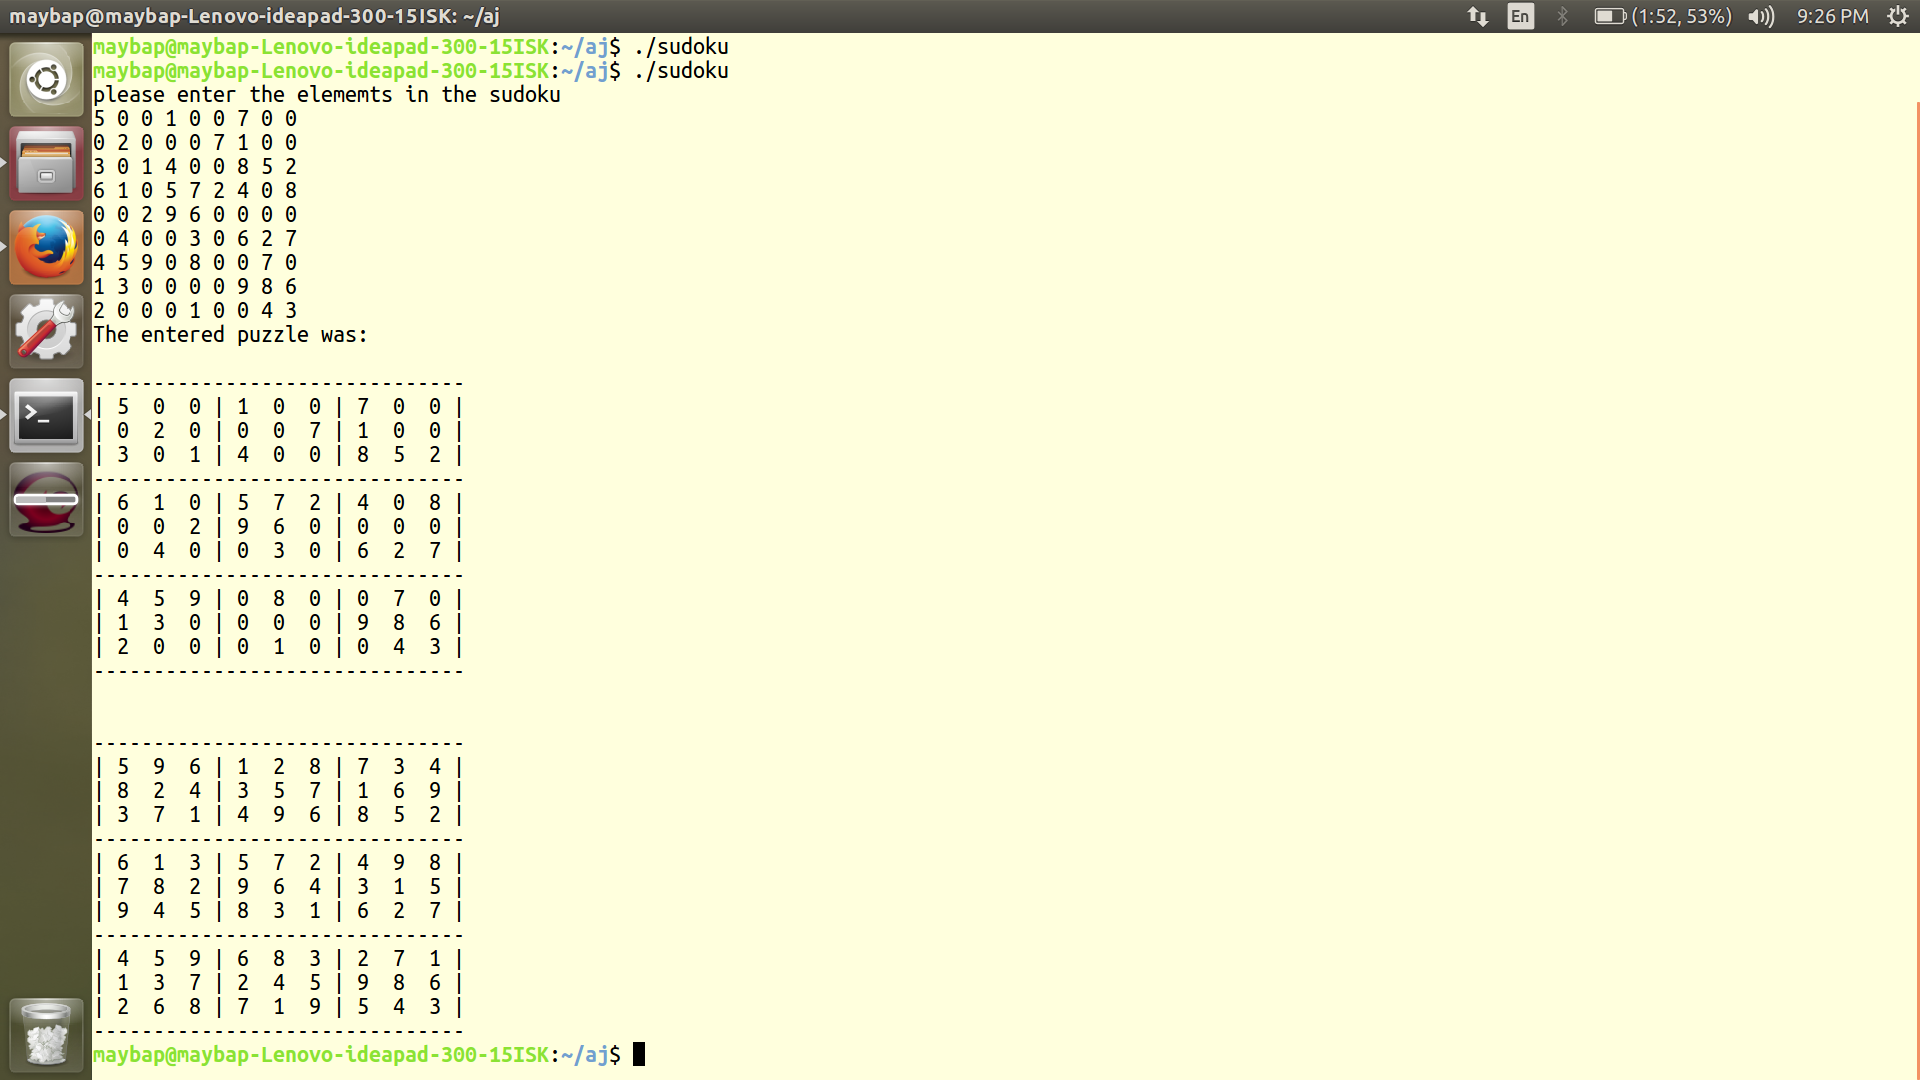 maybap@maybap-Lenovo-ideapad-300-15ISK: ~/aj En (1:52, 53%) 9:26 PM
maybap@maybap-Lenovo-ideapad-300-15ISK:~/aj$ ./sudoku
maybap@maybap-Lenovo-ideapad-300-15ISK:~/aj$ ./sudoku
please enter the elememts in the sudoku
5 0 0 1 0 0 7 0 0
0 2 0 0 0 7 1 0 0
3 0 1 4 0 0 8 5 2
6 1 0 5 7 2 4 0 8
0 0 2 9 6 0 0 0 0
0 4 0 0 3 0 6 2 7
4 5 9 0 8 0 0 7 0
1 3 0 0 0 0 9 8 6
2 0 0 0 1 0 0 4 3
The entered puzzle was:
-------------------------------
| 5  0  0 | 1  0  0 | 7  0  0 |
| 0  2  0 | 0  0  7 | 1  0  0 |
| 3  0  1 | 4  0  0 | 8  5  2 |
-------------------------------
| 6  1  0 | 5  7  2 | 4  0  8 |
| 0  0  2 | 9  6  0 | 0  0  0 |
| 0  4  0 | 0  3  0 | 6  2  7 |
-------------------------------
| 4  5  9 | 0  8  0 | 0  7  0 |
| 1  3  0 | 0  0  0 | 9  8  6 |
| 2  0  0 | 0  1  0 | 0  4  3 |
-------------------------------
-------------------------------
| 5  9  6 | 1  2  8 | 7  3  4 |
| 8  2  4 | 3  5  7 | 1  6  9 |
| 3  7  1 | 4  9  6 | 8  5  2 |
-------------------------------
| 6  1  3 | 5  7  2 | 4  9  8 |
| 7  8  2 | 9  6  4 | 3  1  5 |
| 9  4  5 | 8  3  1 | 6  2  7 |
-------------------------------
| 4  5  9 | 6  8  3 | 2  7  1 |
| 1  3  7 | 2  4  5 | 9  8  6 |
| 2  6  8 | 7  1  9 | 5  4  3 |
-------------------------------
maybap@maybap-Lenovo-ideapad-300-15ISK:~/aj$